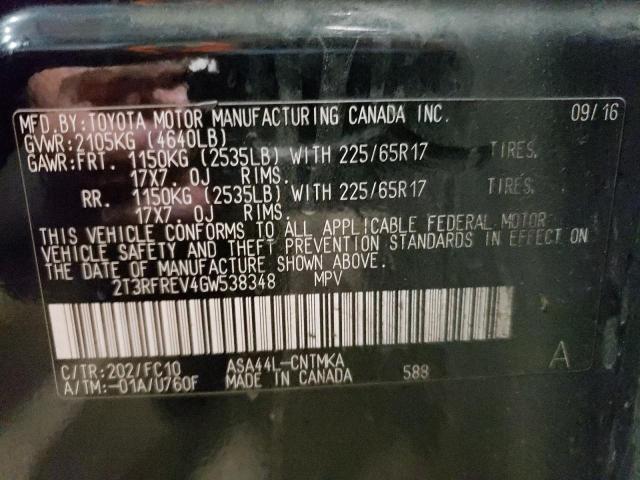 MFD.BY:TOYOTA MOTOR MANUFACTURING CANADA INC. 09/16
GVWR:2105KG (4640LB)
GAWR:FRT. 1150KG (2535LB) WITH 225/65R17 TIRES,
17X7. 0J RIMS.
RR. 1150KG (2535LB) WITH 225/65R17 TIRES,
17X7. 0J RIMS.
THIS VEHICLE CONFORMS TO ALL APPLICABLE FEDERAL MOTOR
VEHICLE SAFETY AND THEFT PREVENTION STANDARDS IN EFFECT ON
THE DATE OF MANUFACTURE SHOWN ABOVE.
2T3RFREV4GW538348 MPV
C/TR:202/FC10 ASA44L-CNTMKA A
A/TM:-01A/U760F MADE IN CANADA 588